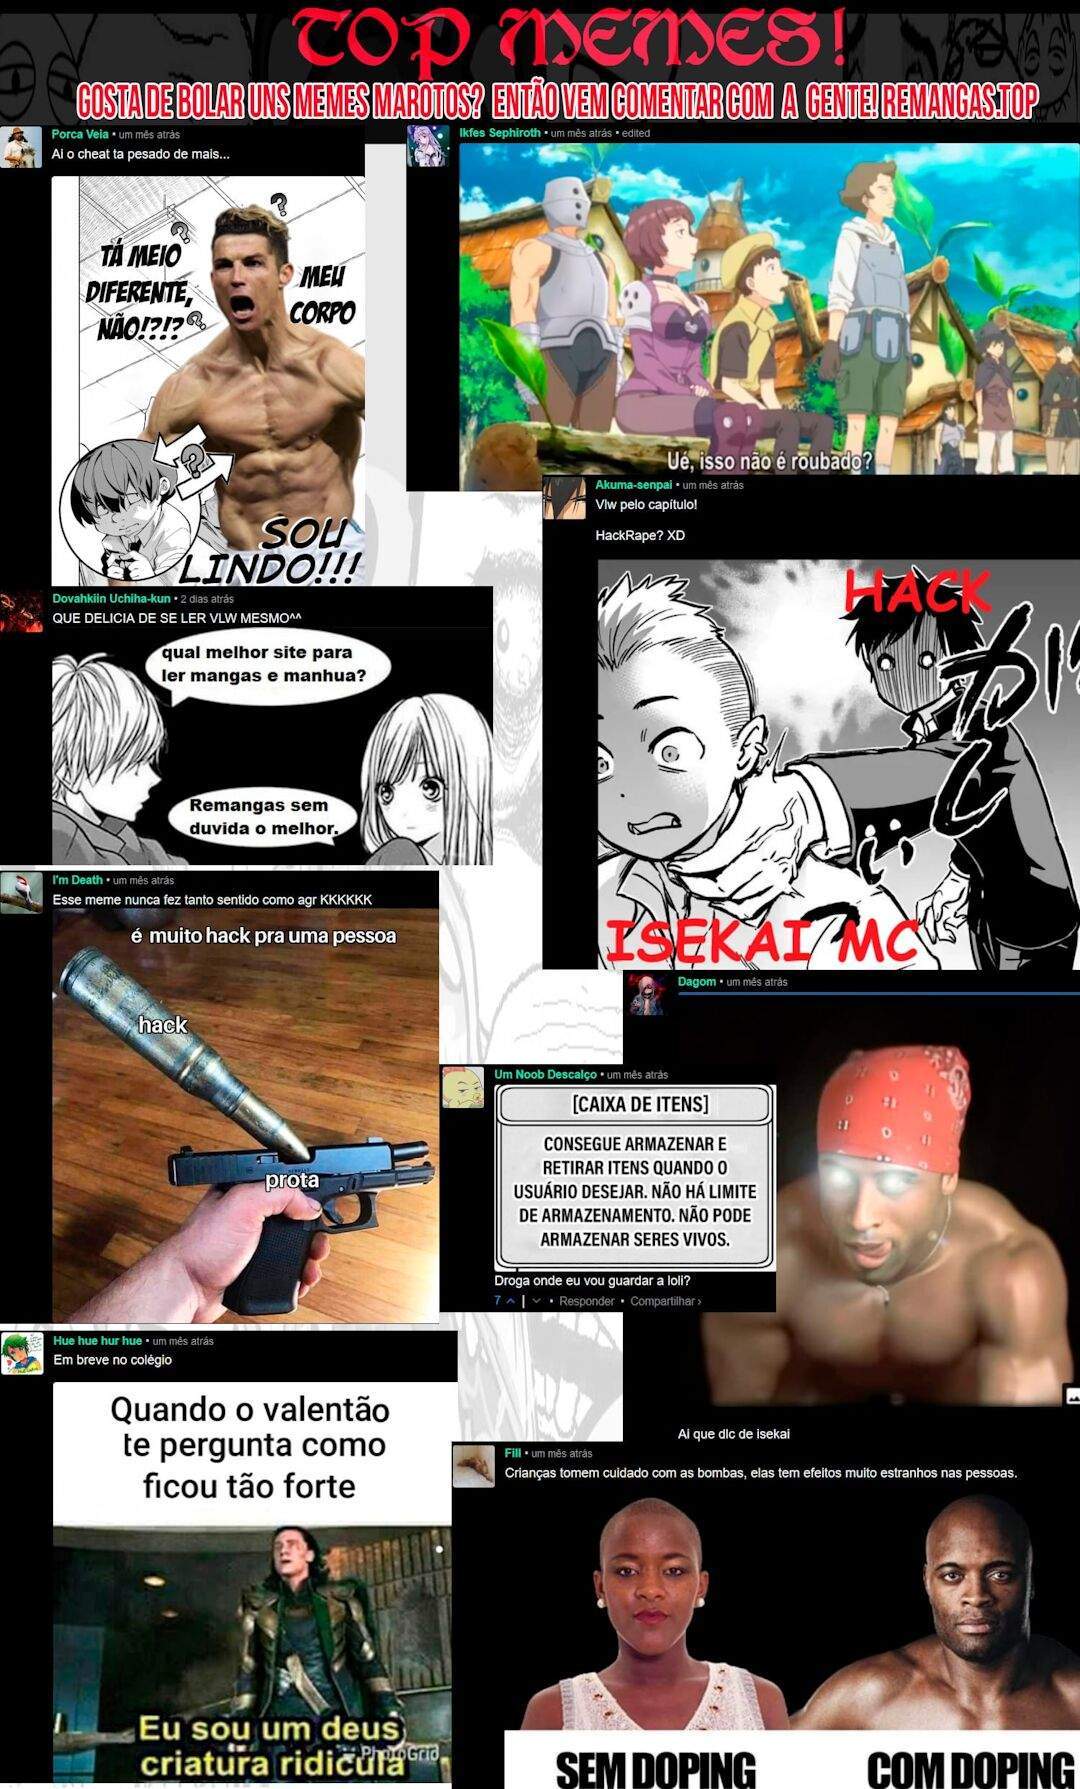 TOP MEMES!
GOSTA DE BOLAR UNS MEMES MAROTOS? ENTÃO VEM COMENTAR COM A GENTE! REMANGAS.TOP
Porca Veia • um mês atrás
Ai o cheat ta pesado de mais...
TÁ MEIO
DIFERENTE,
NÃO!?!?
MEU
CORPO
SOU
LINDO!!!
Ikfes Sephiroth • um mês atrás • edited
Ué, isso não é roubado?
Akuma-senpai • um mês atrás
Vlw pelo capítulo!
HackRape? XD
HACK
ISEKAI MC
Dovahkiin Uchiha-kun • 2 dias atrás
QUE DELICIA DE SE LER VLW MESMO^^
qual melhor site para
ler mangas e manhua?
Remangas sem
duvida o melhor.
I'm Death • um mês atrás
Esse meme nunca fez tanto sentido como agr KKKKKK
é muito hack pra uma pessoa
hack
prota
Dagom • um mês atrás
Ai que dlc de isekai
Um Noob Descalço • um mês atrás
[CAIXA DE ITENS]
CONSEGUE ARMAZENAR E
RETIRAR ITENS QUANDO O
USUÁRIO DESEJAR. NÃO HÁ LIMITE
DE ARMAZENAMENTO. NÃO PODE
ARMAZENAR SERES VIVOS.
Droga onde eu vou guardar a loli?
7 • Responder • Compartilhar ›
Hue hue hur hue • um mês atrás
Em breve no colégio
Quando o valentão
te pergunta como
ficou tão forte
Eu sou um deus
criatura ridícula
PhotoGrid
Fill • um mês atrás
Crianças tomem cuidado com as bombas, elas tem efeitos muito estranhos nas pessoas.
SEM DOPING
COM DOPING